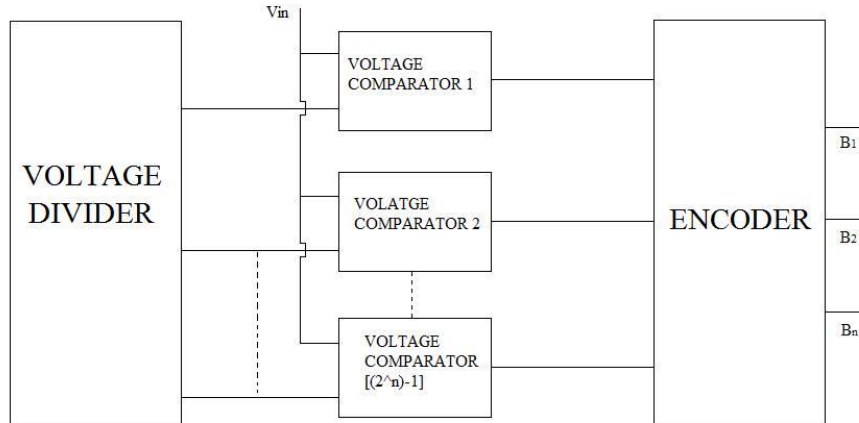 Vin
VOLTAGE
COMPARATOR 1
VOLTAGE
DIVIDER
VOLATGE
COMPARATOR 2
VOLTAGE
COMPARATOR
[(2^n)-1]
ENCODER
B1
B2
Bn